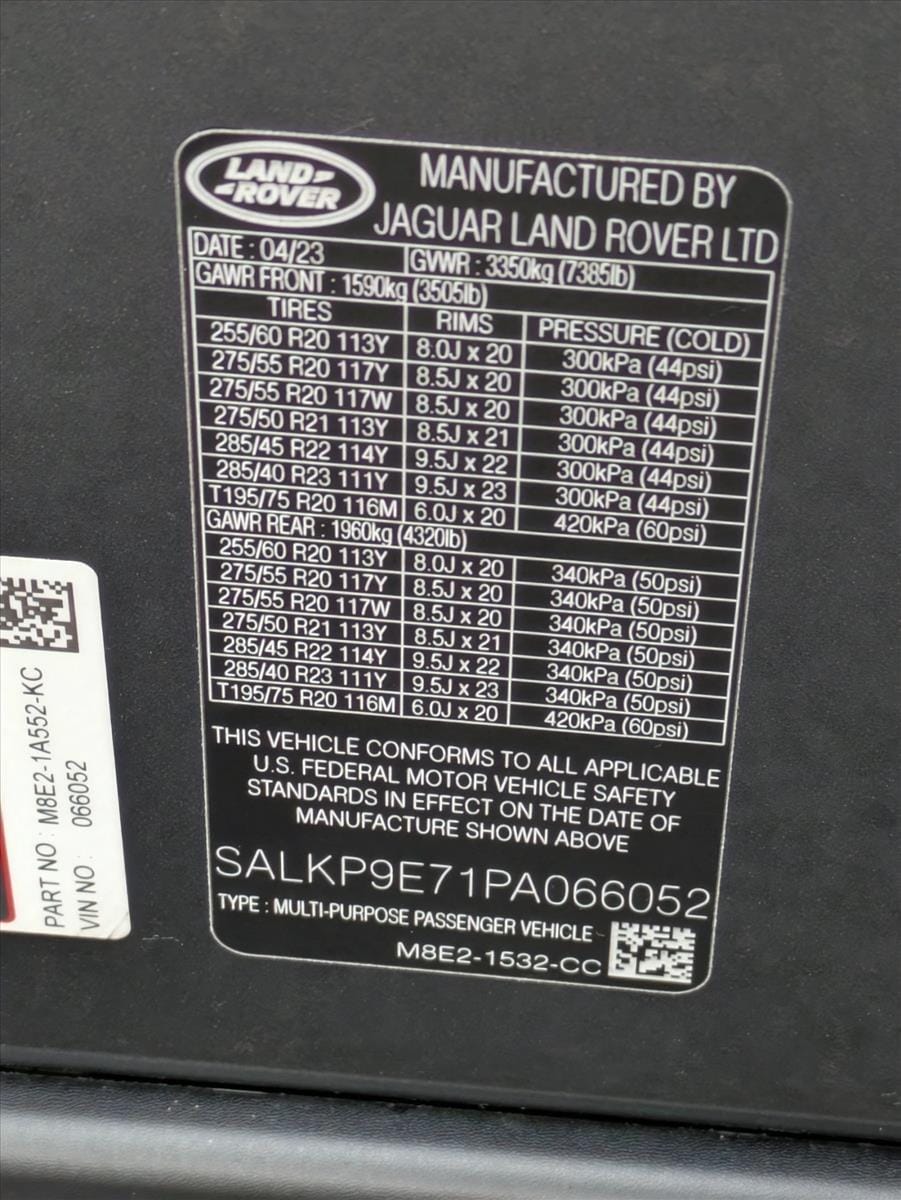 LAND
ROVER
MANUFACTURED BY
JAGUAR LAND ROVER LTD
DATE : 04/23 GVWR : 3350kg (7385lb)
GAWR FRONT : 1590kg (3505lb)
TIRES RIMS PRESSURE (COLD)
255/60 R20 113Y 8.0J x 20 300kPa (44psi)
275/55 R20 117Y 8.5J x 20 300kPa (44psi)
275/55 R20 117W 8.5J x 20 300kPa (44psi)
275/50 R21 113Y 8.5J x 21 300kPa (44psi)
285/45 R22 114Y 9.5J x 22 300kPa (44psi)
285/40 R23 111Y 9.5J x 23 300kPa (44psi)
T195/75 R20 116M 6.0J x 20 420kPa (60psi)
GAWR REAR : 1960kg (4320lb)
255/60 R20 113Y 8.0J x 20 340kPa (50psi)
275/55 R20 117Y 8.5J x 20 340kPa (50psi)
275/55 R20 117W 8.5J x 20 340kPa (50psi)
275/50 R21 113Y 8.5J x 21 340kPa (50psi)
285/45 R22 114Y 9.5J x 22 340kPa (50psi)
285/40 R23 111Y 9.5J x 23 340kPa (50psi)
T195/75 R20 116M 6.0J x 20 420kPa (60psi)
THIS VEHICLE CONFORMS TO ALL APPLICABLE
U.S. FEDERAL MOTOR VEHICLE SAFETY
STANDARDS IN EFFECT ON THE DATE OF
MANUFACTURE SHOWN ABOVE
SALKP9E71PA066052
TYPE : MULTI-PURPOSE PASSENGER VEHICLE
M8E2-1532-CC
PART NO : M8E2-1A552-KC
VIN NO : 066052